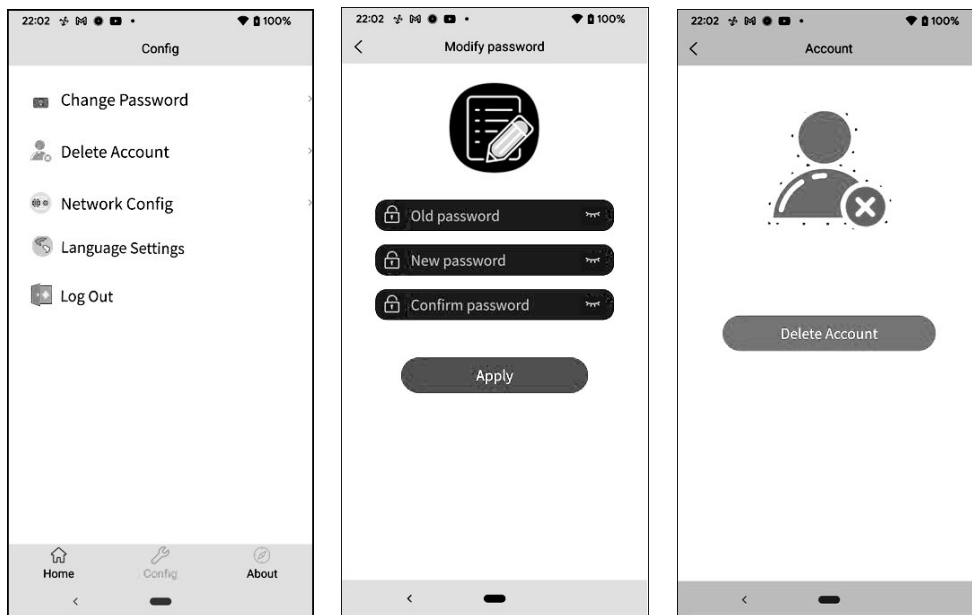 22:02 100%
Config
Change Password
Delete Account
Network Config
Language Settings
Log Out
Home Config About
22:02 100%
Modify password
Old password
New password
Confirm password
Apply
22:02 100%
Account
Delete Account